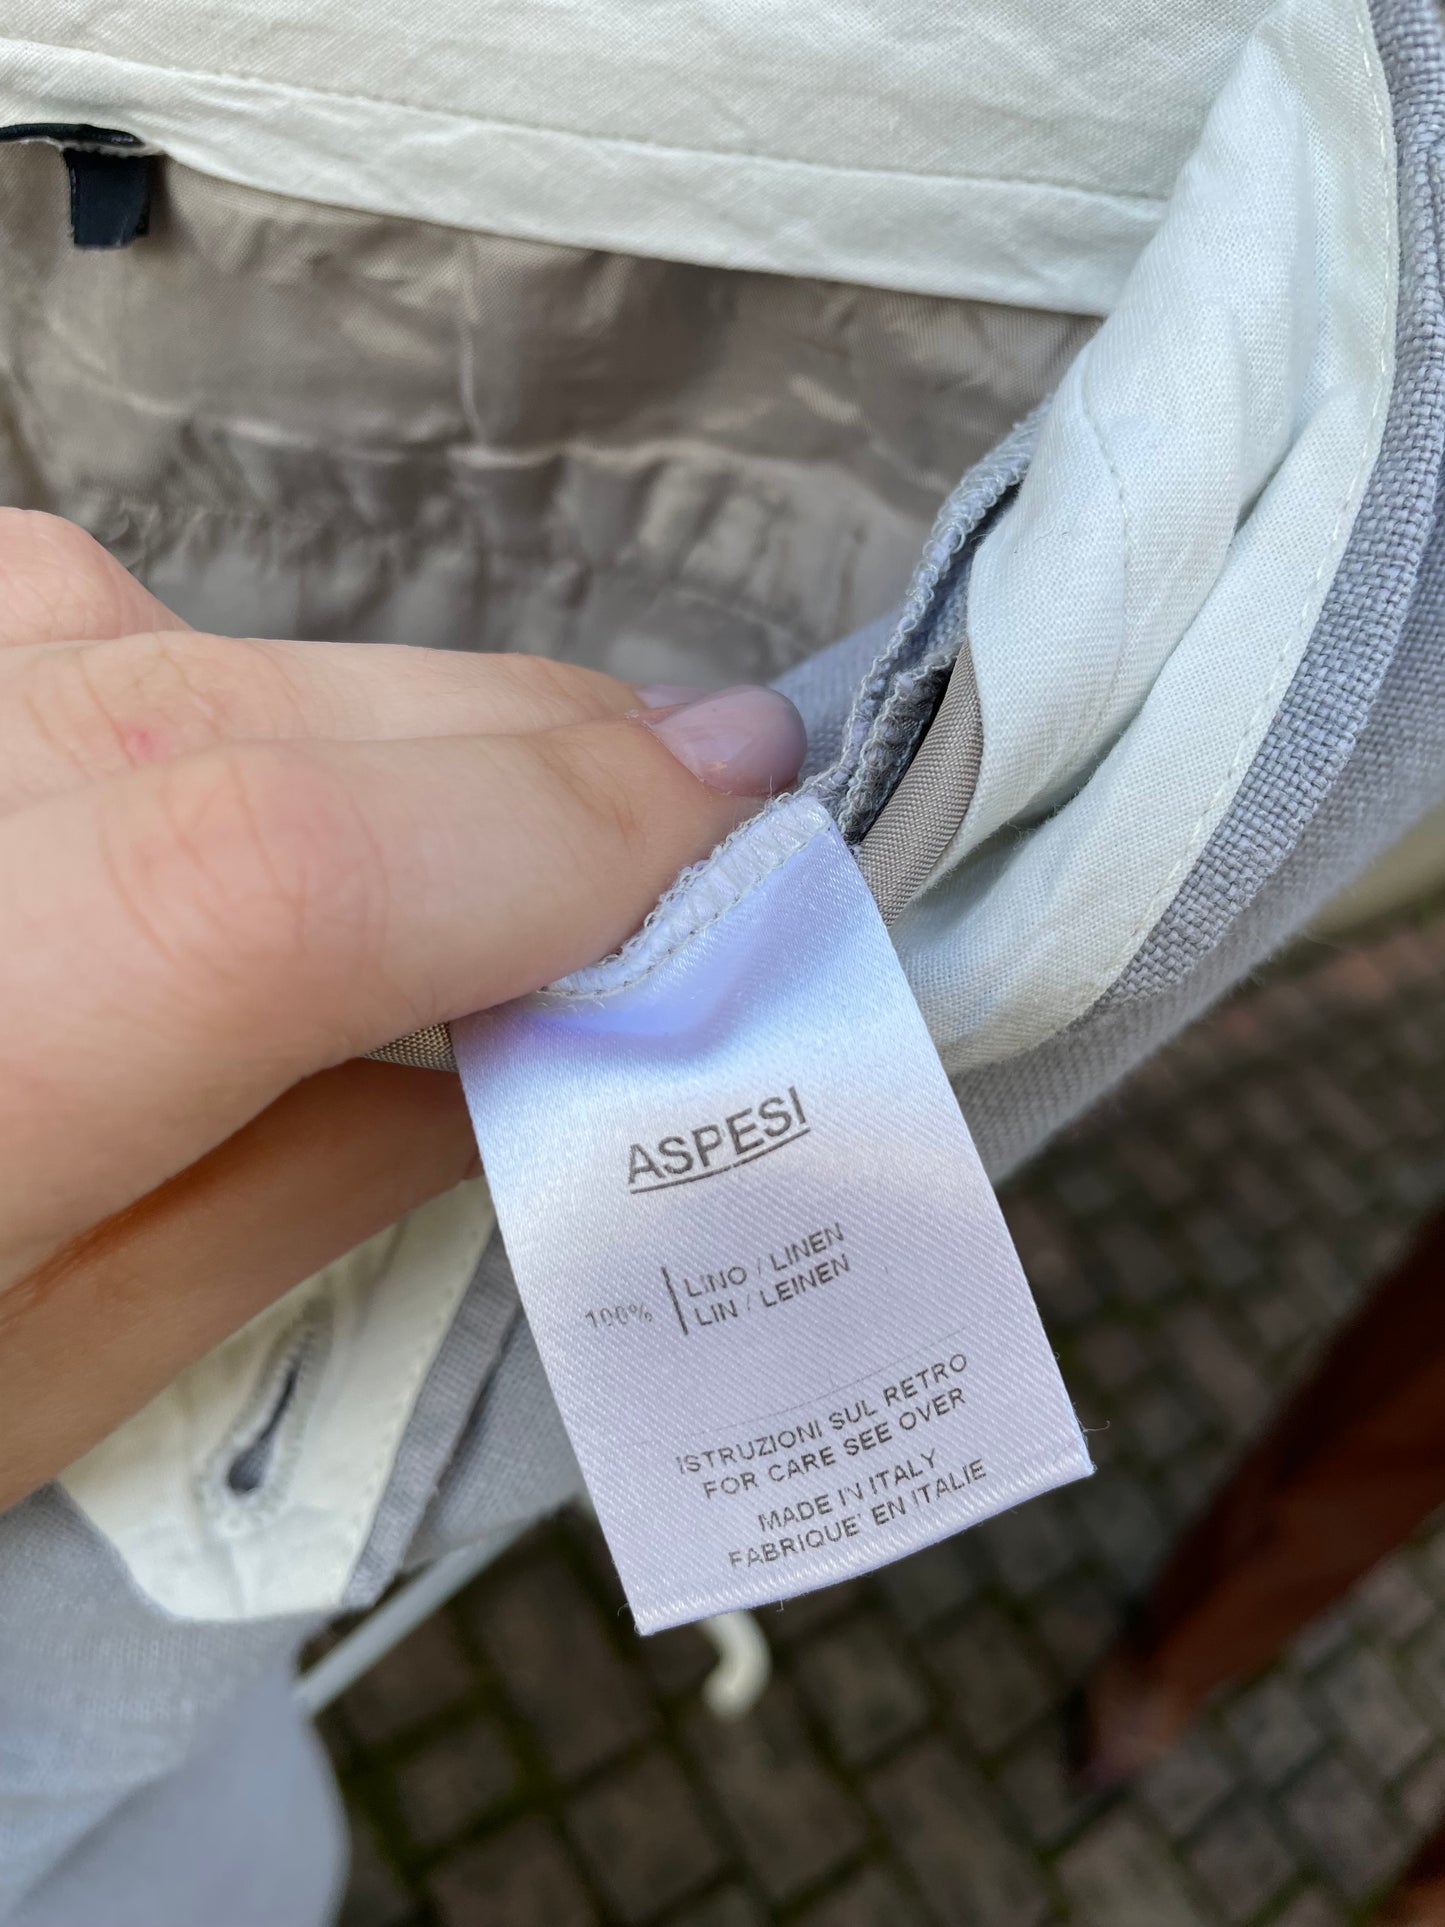 ASPESI
100%
LINO / LINEN
LIN / LEINEN
ISTRUZIONI SUL RETRO
FOR CARE SEE OVER
MADE IN ITALY
FABRIQUE' EN ITALIE